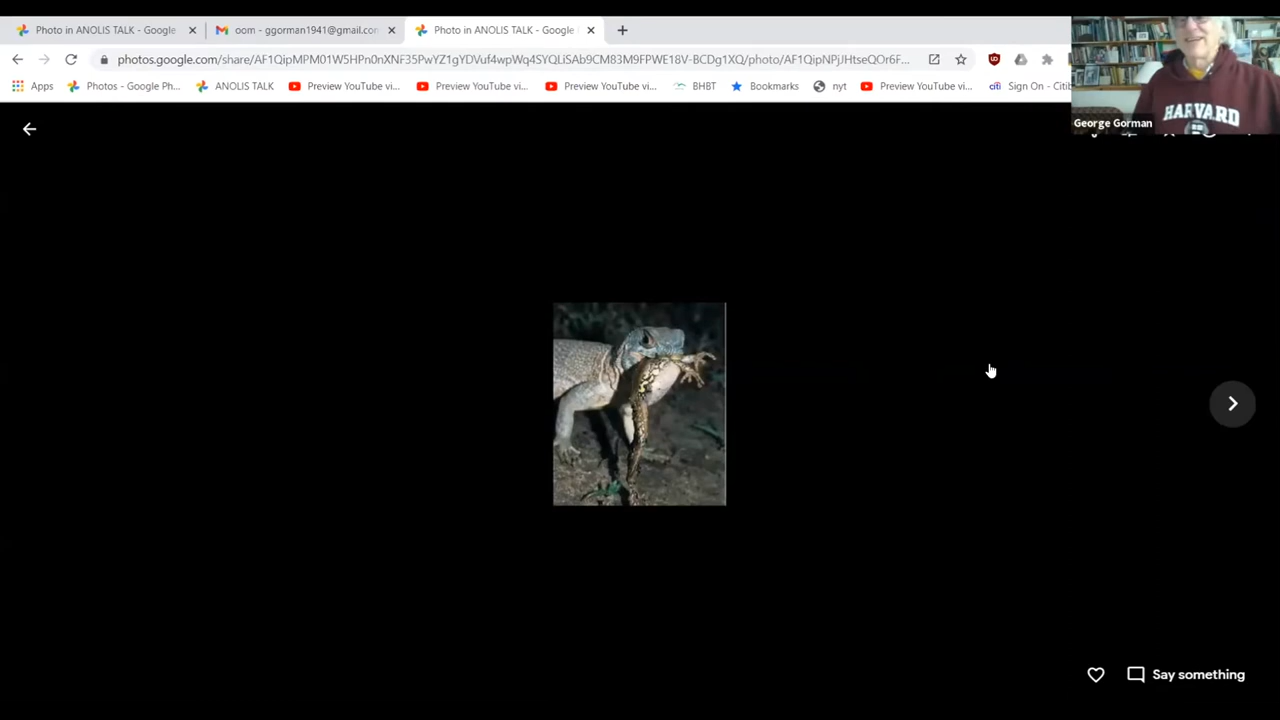 Photo in ANOLIS TALK - Google
oom - ggorman1941@gmail.com
Photo in ANOLIS TALK - Google
photos.google.com/share/AF1QipMPM01W5HPn0nXNF35PwYZ1gYDVuf4wpWq4SYQLiSAb9CM83M9FPWE18V-BCDg1XQ/photo/AF1QipNPjJHtseQOr6F...
Apps
Photos - Google Ph...
ANOLIS TALK
Preview YouTube vi...
Preview YouTube vi...
Preview YouTube vi...
BHBT
Bookmarks
nyt
Preview YouTube vi...
citi
Sign On - Citib
HARVARD
George Gorman
Say something